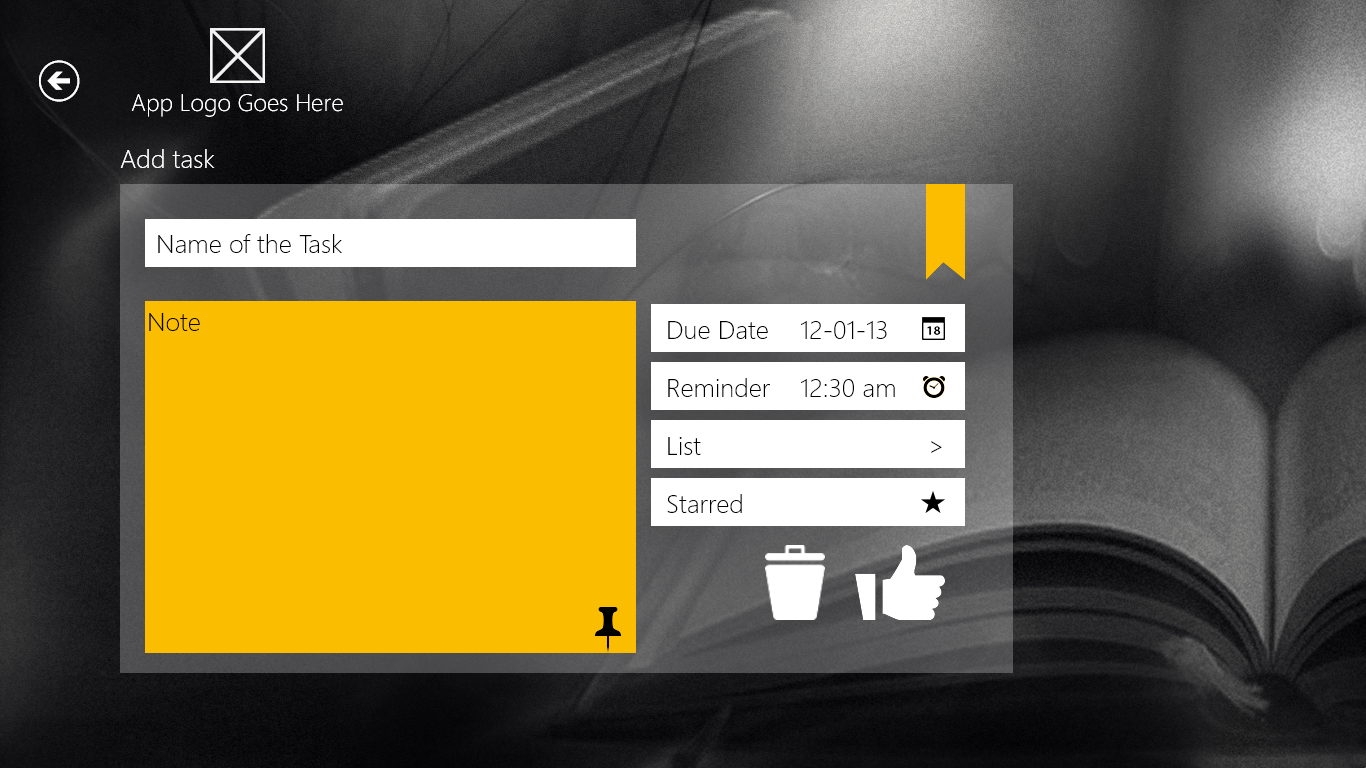 App Logo Goes Here
Add task
Name of the Task
Note
Due Date 12-01-13 18
Reminder 12:30 am
List >
Starred